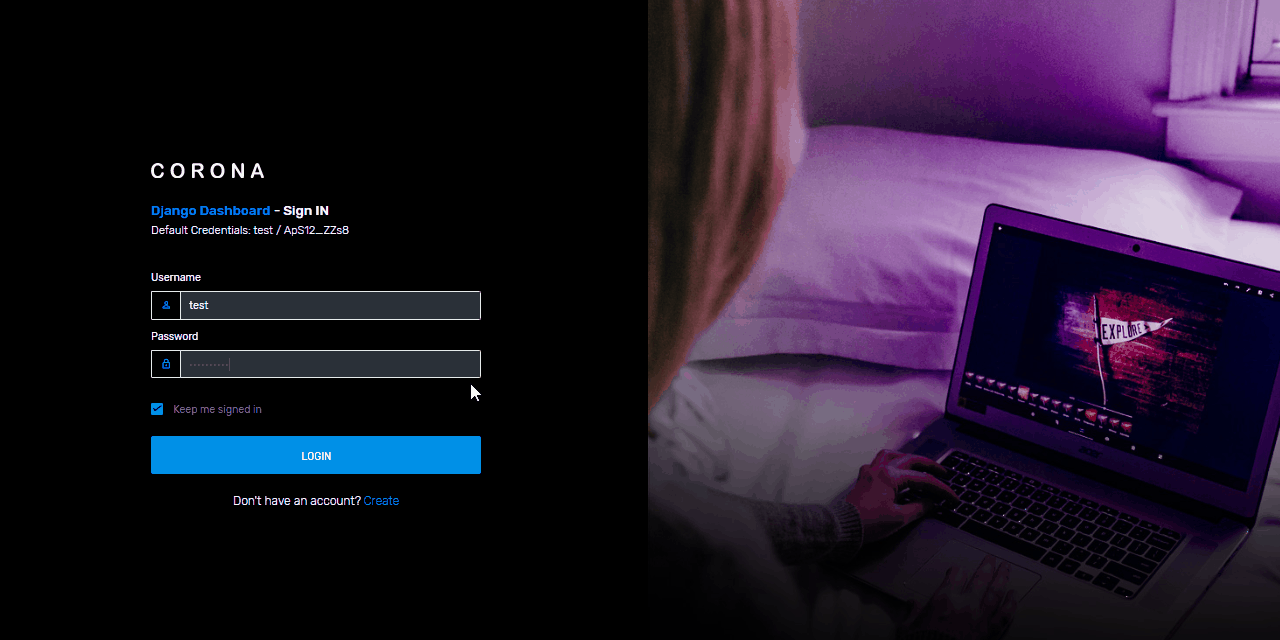 CORONA
Django Dashboard - Sign IN
Default Credentials: test / ApS12_ZZs8
Username
test
Password
Keep me signed in
LOGIN
Don't have an account? Create
EXPLORE